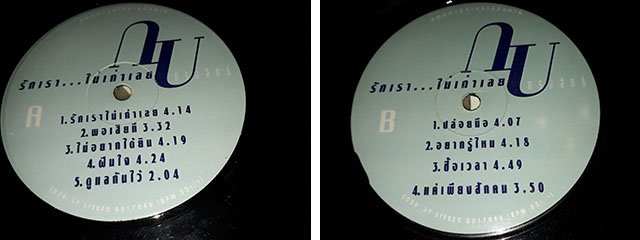 รักเรา...ไม่เก่าเลย
A
1.รักเราไม่เก่าเลย 4.14
2.พอเสียที 3.32
3.ไม่อยากได้ยิน 4.19
4.ฝืนใจ 4.24
5.ดูแลกันไว้ 2.04
รักเรา...ไม่เก่าเลย
B
1.ปล่อยมือ 4.07
2.อยากรู้ไหม 4.18
3.ซื้อเวลา 4.49
4.แค่เพียงสักคน 3.50